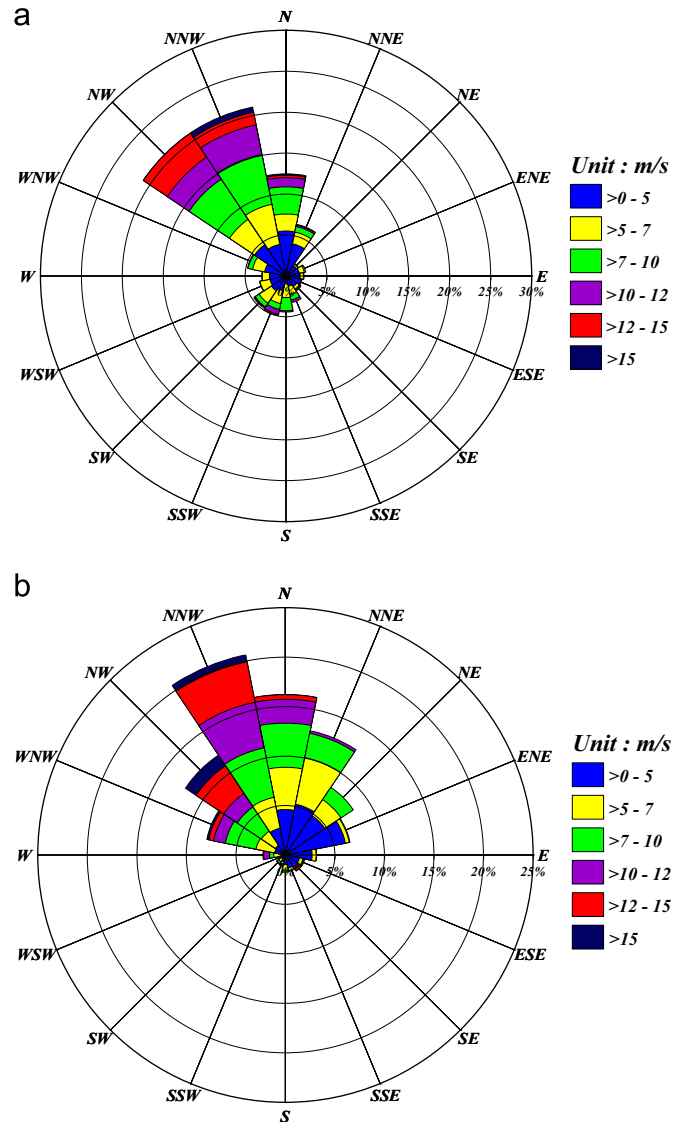 a
N
NNW
NNE
NW
NE
WNW
ENE
W
E
WSW
ESE
SW
SE
SSW
SSE
S
5% 10% 15% 20% 25% 30%
Unit : m/s
>0 - 5
>5 - 7
>7 - 10
>10 - 12
>12 - 15
>15
b
N
NNW
NNE
NW
NE
WNW
ENE
W
E
WSW
ESE
SW
SE
SSW
SSE
S
0% 5% 10% 15% 20% 25%
Unit : m/s
>0 - 5
>5 - 7
>7 - 10
>10 - 12
>12 - 15
>15